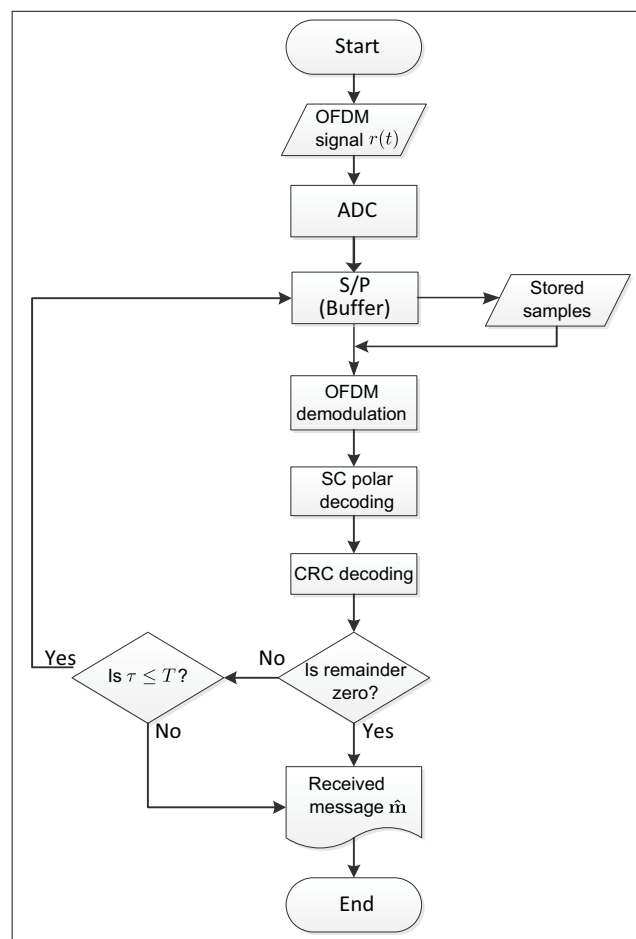 Start
OFDM
signal r(t)
ADC
S/P
(Buffer)
Stored
samples
OFDM
demodulation
SC polar
decoding
CRC decoding
Yes
Is τ ≤ T?
No
Is remainder
zero?
No
Yes
Received
message m̂
End